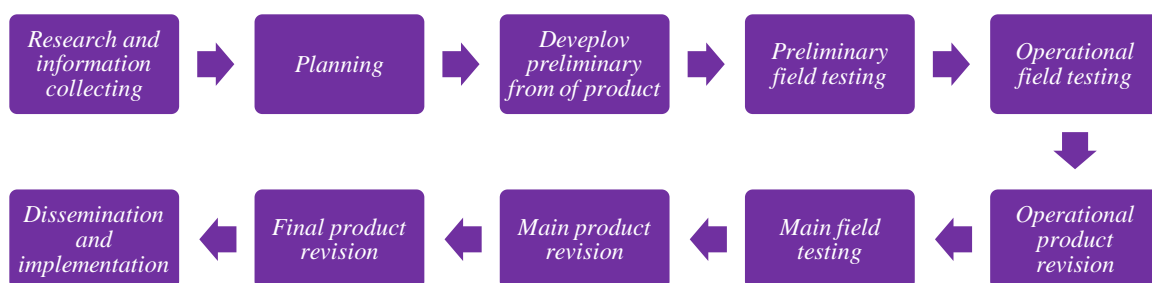 Research and
information
collecting
Planning
Deveplov
preliminary
from of product
Preliminary
field testing
Operational
field testing
Operational
product
revision
Main field
testing
Main product
revision
Final product
revision
Dissemination
and
implementation